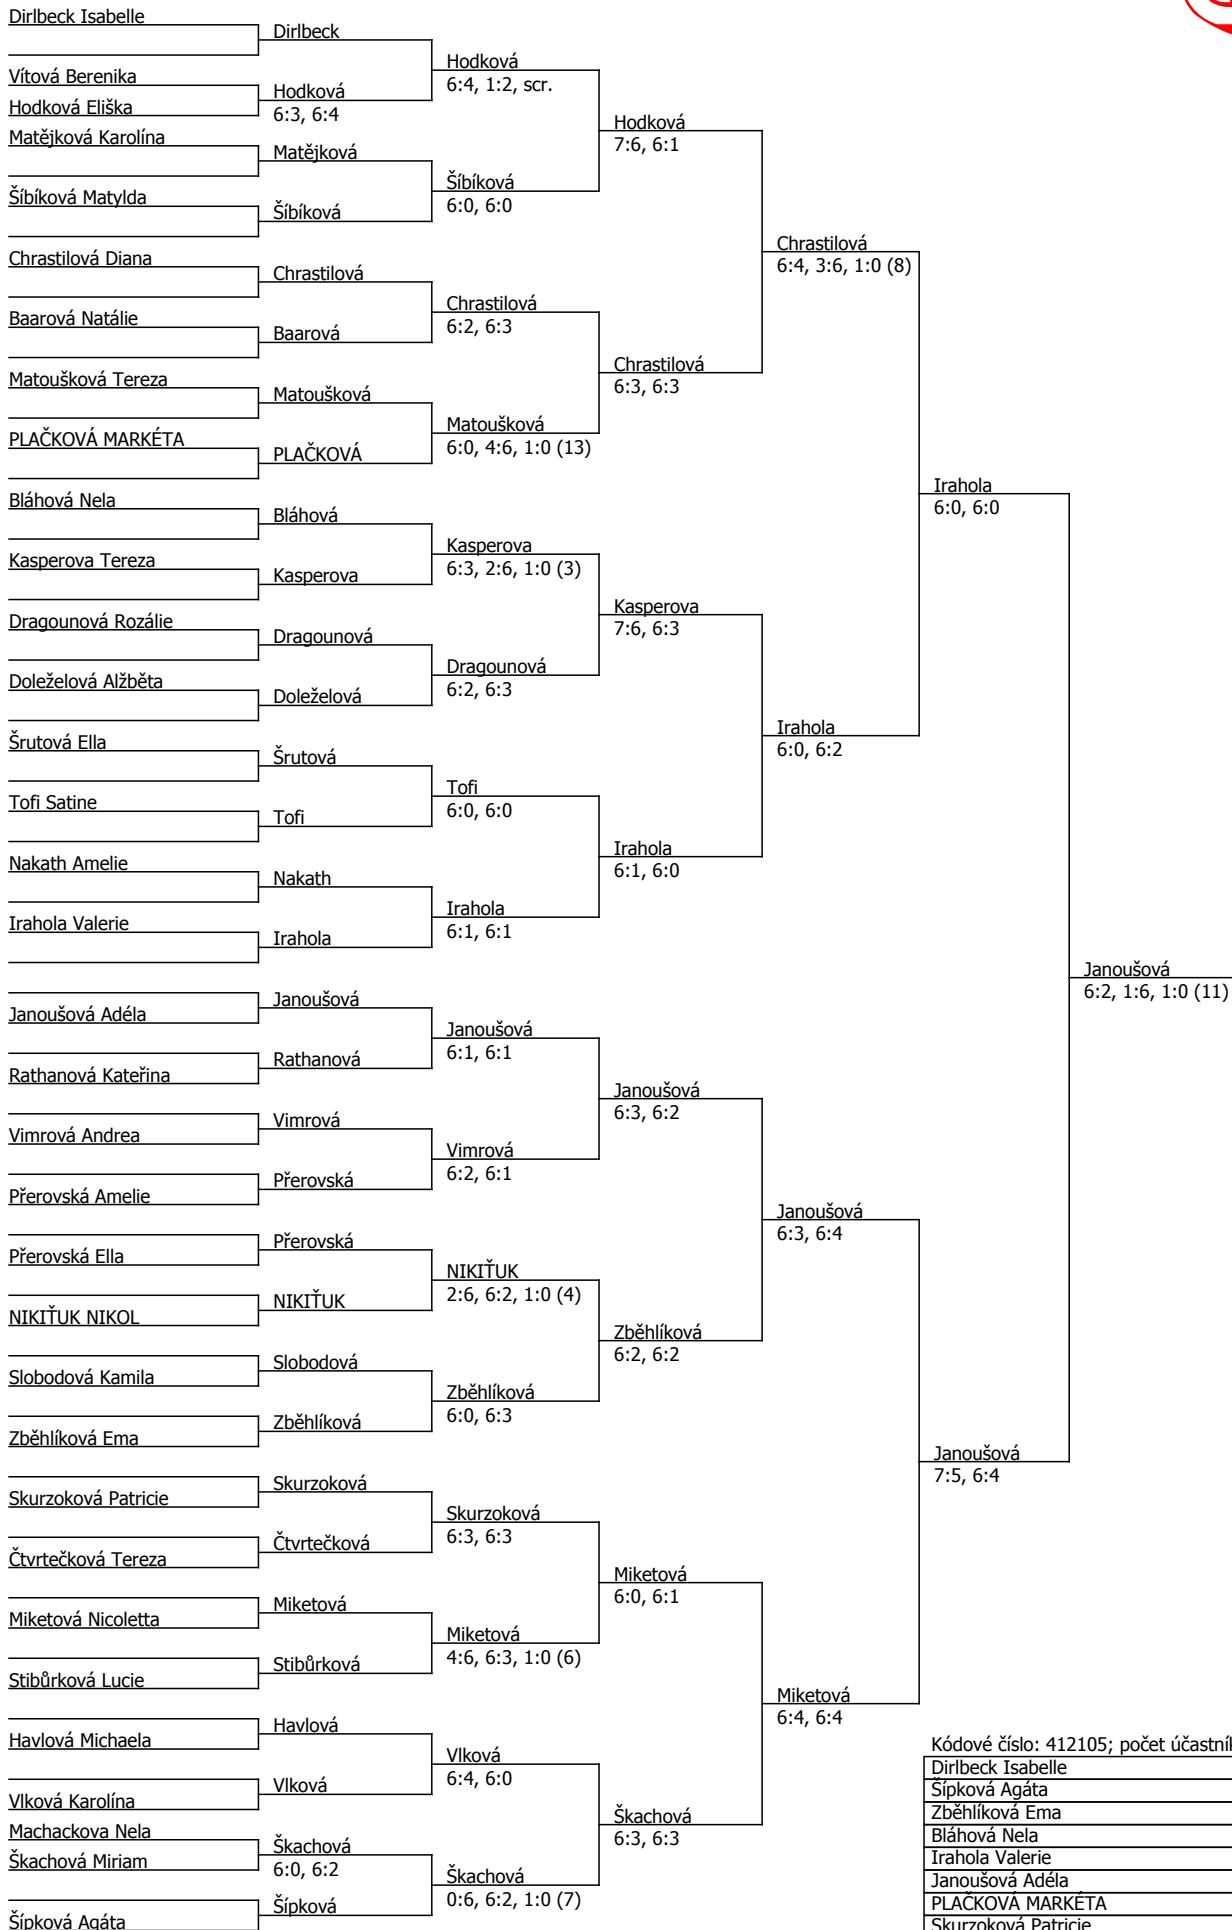 Dirlbeck Isabelle
Vítová Berenika
Hodková Eliška
Matějková Karolína
Šíbíková Matylda
Chrastilová Diana
Baarová Natálie
Matoušková Tereza
PLAČKOVÁ MARKÉTA
Bláhová Nela
Kasperova Tereza
Dragounová Rozálie
Doleželová Alžběta
Šrutová Ella
Tofi Satine
Nakath Amelie
Irahola Valerie
Janoušová Adéla
Rathanová Kateřina
Vimrová Andrea
Přerovská Amelie
Přerovská Ella
NIKIŤUK NIKOL
Slobodová Kamila
Zběhlíková Ema
Skurzoková Patricie
Čtvrtečková Tereza
Miketová Nicoletta
Stibůrková Lucie
Havlová Michaela
Vlková Karolína
Machackova Nela
Škachová Miriam
Šípková Agáta
Dirlbeck
Hodková
6:3, 6:4
Matějková
Šíbíková
Chrastilová
Baarová
Matoušková
PLAČKOVÁ
Bláhová
Kasperova
Dragounová
Doleželová
Šrutová
Tofi
Nakath
Irahola
Janoušová
Rathanová
Vimrová
Přerovská
Přerovská
NIKIŤUK
Slobodová
Zběhlíková
Skurzoková
Čtvrtečková
Miketová
Stibůrková
Havlová
Vlková
Škachová
6:0, 6:2
Šípková
Hodková
6:4, 1:2, scr.
Šíbíková
6:0, 6:0
Chrastilová
6:2, 6:3
Matoušková
6:0, 4:6, 1:0 (13)
Kasperova
6:3, 2:6, 1:0 (3)
Dragounová
6:2, 6:3
Tofi
6:0, 6:0
Irahola
6:1, 6:1
Janoušová
6:1, 6:1
Vimrová
6:2, 6:1
NIKIŤUK
2:6, 6:2, 1:0 (4)
Zběhlíková
6:0, 6:3
Skurzoková
6:3, 6:3
Miketová
4:6, 6:3, 1:0 (6)
Vlková
6:4, 6:0
Škachová
0:6, 6:2, 1:0 (7)
Hodková
7:6, 6:1
Chrastilová
6:3, 6:3
Kasperova
7:6, 6:3
Irahola
6:1, 6:0
Janoušová
6:3, 6:2
Zběhlíková
6:2, 6:2
Miketová
6:0, 6:1
Škachová
6:3, 6:3
Chrastilová
6:4, 3:6, 1:0 (8)
Irahola
6:0, 6:2
Janoušová
6:3, 6:4
Miketová
6:4, 6:4
Irahola
6:0, 6:0
Janoušová
7:5, 6:4
Janoušová
6:2, 1:6, 1:0 (11)
Kódové číslo: 412105; počet
Dirlbeck Isabelle
Šípková Agáta
Zběhlíková Ema
Bláhová Nela
Irahola Valerie
Janoušová Adéla
PLAČKOVÁ MARKÉTA
Skurzoková Patricie